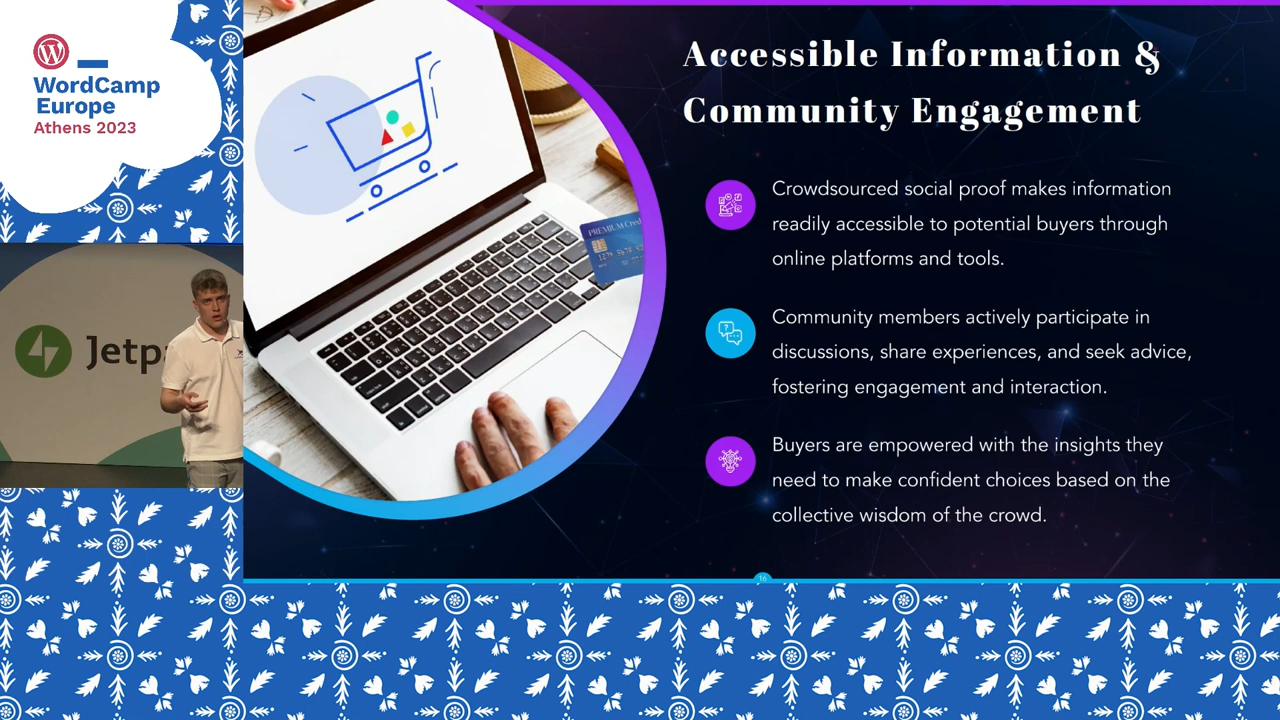 WordCamp
Europe
Athens 2023
Accessible Information &
Community Engagement
Crowdsourced social proof makes information
readily accessible to potential buyers through
online platforms and tools.
Community members actively participate in
discussions, share experiences, and seek advice,
fostering engagement and interaction.
Buyers are empowered with the insights they
need to make confident choices based on the
collective wisdom of the crowd.
Jetp
16